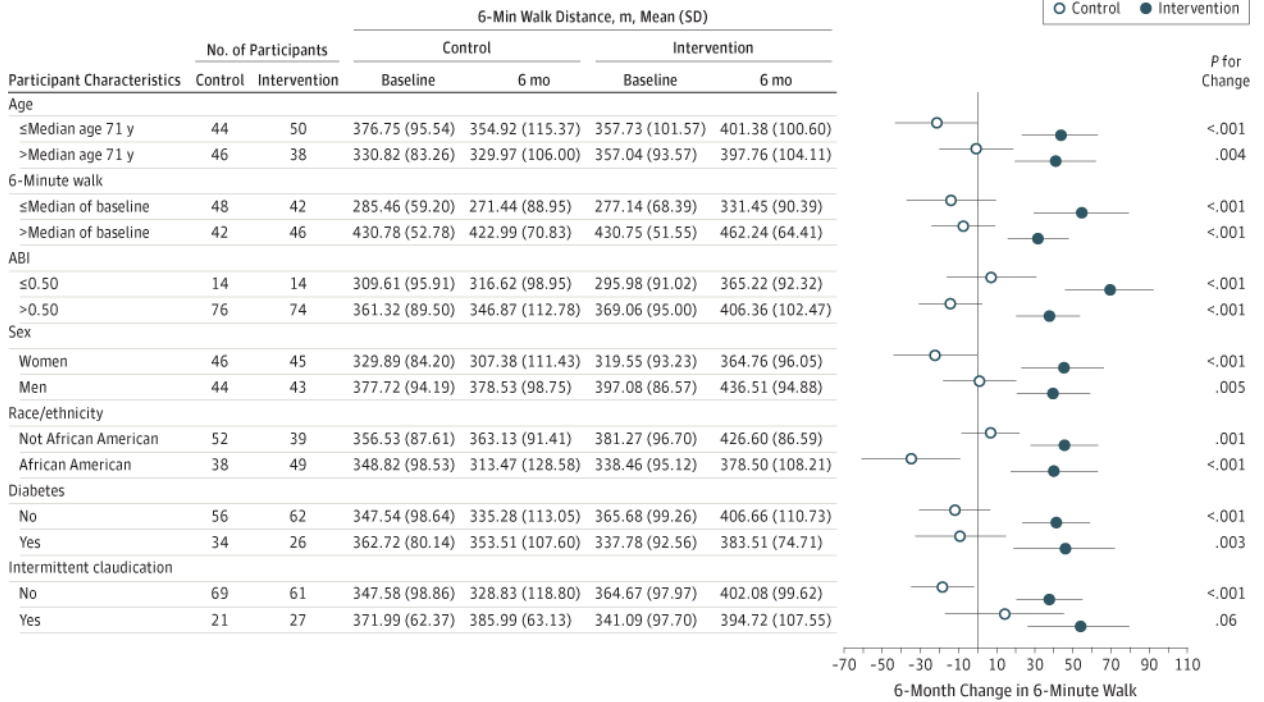 Control Intervention
6-Min Walk Distance, m, Mean (SD)
No. of Participants Control Intervention P for
Participant Characteristics Control Intervention Baseline 6 mo Baseline 6 mo Change
Age
≤Median age 71 y 44 50 376.75 (95.54) 354.92 (115.37) 357.73 (101.57) 401.38 (100.60) <.001
>Median age 71 y 46 38 330.82 (83.26) 329.97 (106.00) 357.04 (93.57) 397.76 (104.11) .004
6-Minute walk
≤Median of baseline 48 42 285.46 (59.20) 271.44 (88.95) 277.14 (68.39) 331.45 (90.39) <.001
>Median of baseline 42 46 430.78 (52.78) 422.99 (70.83) 430.75 (51.55) 462.24 (64.41) <.001
ABI
≤0.50 14 14 309.61 (95.91) 316.62 (98.95) 295.98 (91.02) 365.22 (92.32) <.001
>0.50 76 74 361.32 (89.50) 346.87 (112.78) 369.06 (95.00) 406.36 (102.47) <.001
Sex
Women 46 45 329.89 (84.20) 307.38 (111.43) 319.55 (93.23) 364.76 (96.05) <.001
Men 44 43 377.72 (94.19) 378.53 (98.75) 397.08 (86.57) 436.51 (94.88) .005
Race/ethnicity
Not African American 52 39 356.53 (87.61) 363.13 (91.41) 381.27 (96.70) 426.60 (86.59) .001
African American 38 49 348.82 (98.53) 313.47 (128.58) 338.46 (95.12) 378.50 (108.21) <.001
Diabetes
No 56 62 347.54 (98.64) 335.28 (113.05) 365.68 (99.26) 406.66 (110.73) <.001
Yes 34 26 362.72 (80.14) 353.51 (107.60) 337.78 (92.56) 383.51 (74.71) .003
Intermittent claudication
No 69 61 347.58 (98.86) 328.83 (118.80) 364.67 (97.97) 402.08 (99.62) <.001
Yes 21 27 371.99 (62.37) 385.99 (63.13) 341.09 (97.70) 394.72 (107.55) .06
-70 -50 -30 -10 10 30 50 70 90 110
6-Month Change in 6-Minute Walk